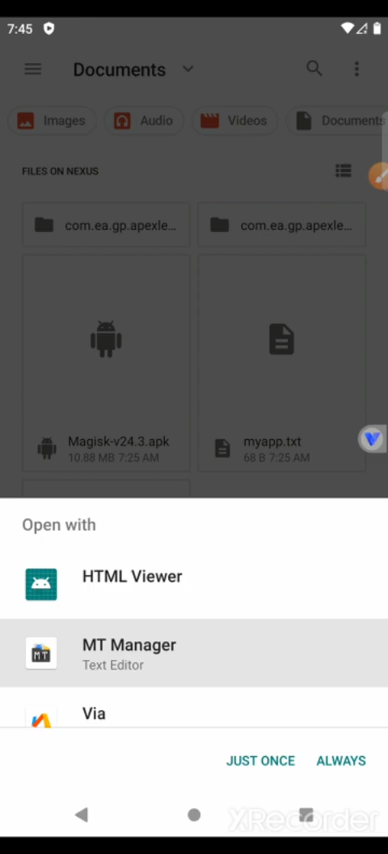 7:45
Documents
Images
Audio
Videos
Documents
FILES ON NEXUS
com.ea.gp.apexle...
com.ea.gp.apexle...
Magisk-v24.3.apk
10.88 MB 7:25 AM
myapp.txt
68 B 7:25 AM
Open with
HTML Viewer
MT
MT Manager
Text Editor
Via
JUST ONCE
ALWAYS
XRecorder